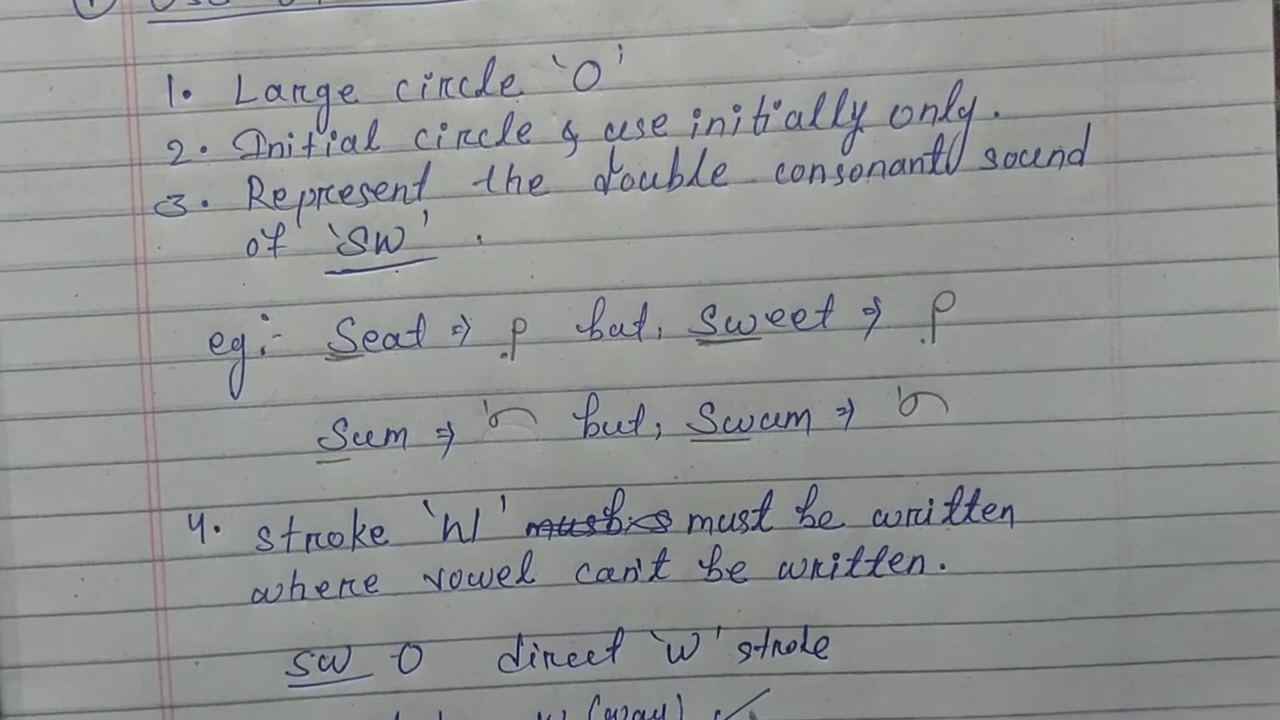 1. Large circle 'O'
2. Initial circle & use initially only.
3. Represent the double consonant sound
of 'SW'.
eg:- Seat ⇒ but, Sweet ⇒
Sum ⇒ but, Swum ⇒
4. stroke 'W' must be written
where vowel can't be written.
SW O direct 'W' stroke
(way)